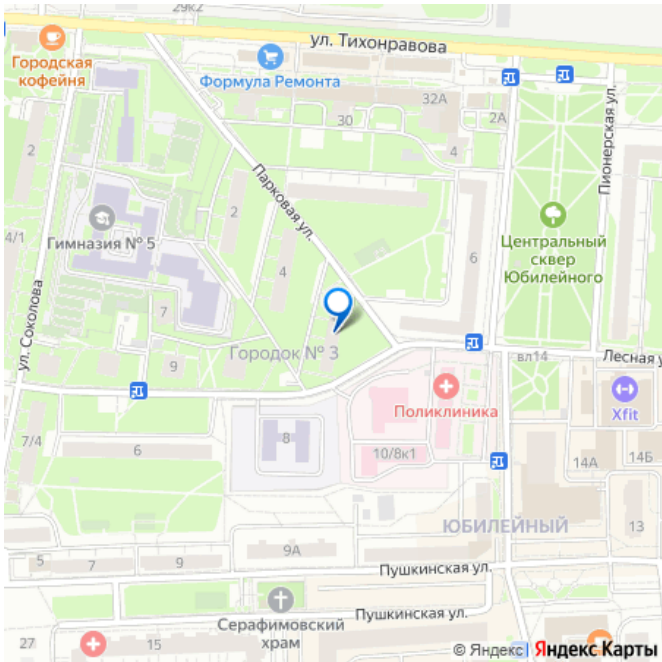 29к2
ул. Тихонравова
Городская
кофейня
Формула Ремонта
32А
2А
30
4
2
Пионерская ул.
Парковая ул.
2
Гимназия № 5
4/1
4
6
Центральный
сквер
Юбилейного
ул. Соколова
7
9
Городок № 3
вл14
Лесная у
Поликлиника
Xfit
7/4
6
8
10/8к1
14А
14Б
ЮБИЛЕЙНЫЙ
13
5
7
9
9А
Пушкинская ул.
Пушкинская ул.
Серафимовский
храм
27
15
© Яндекс
Яндекс Карты